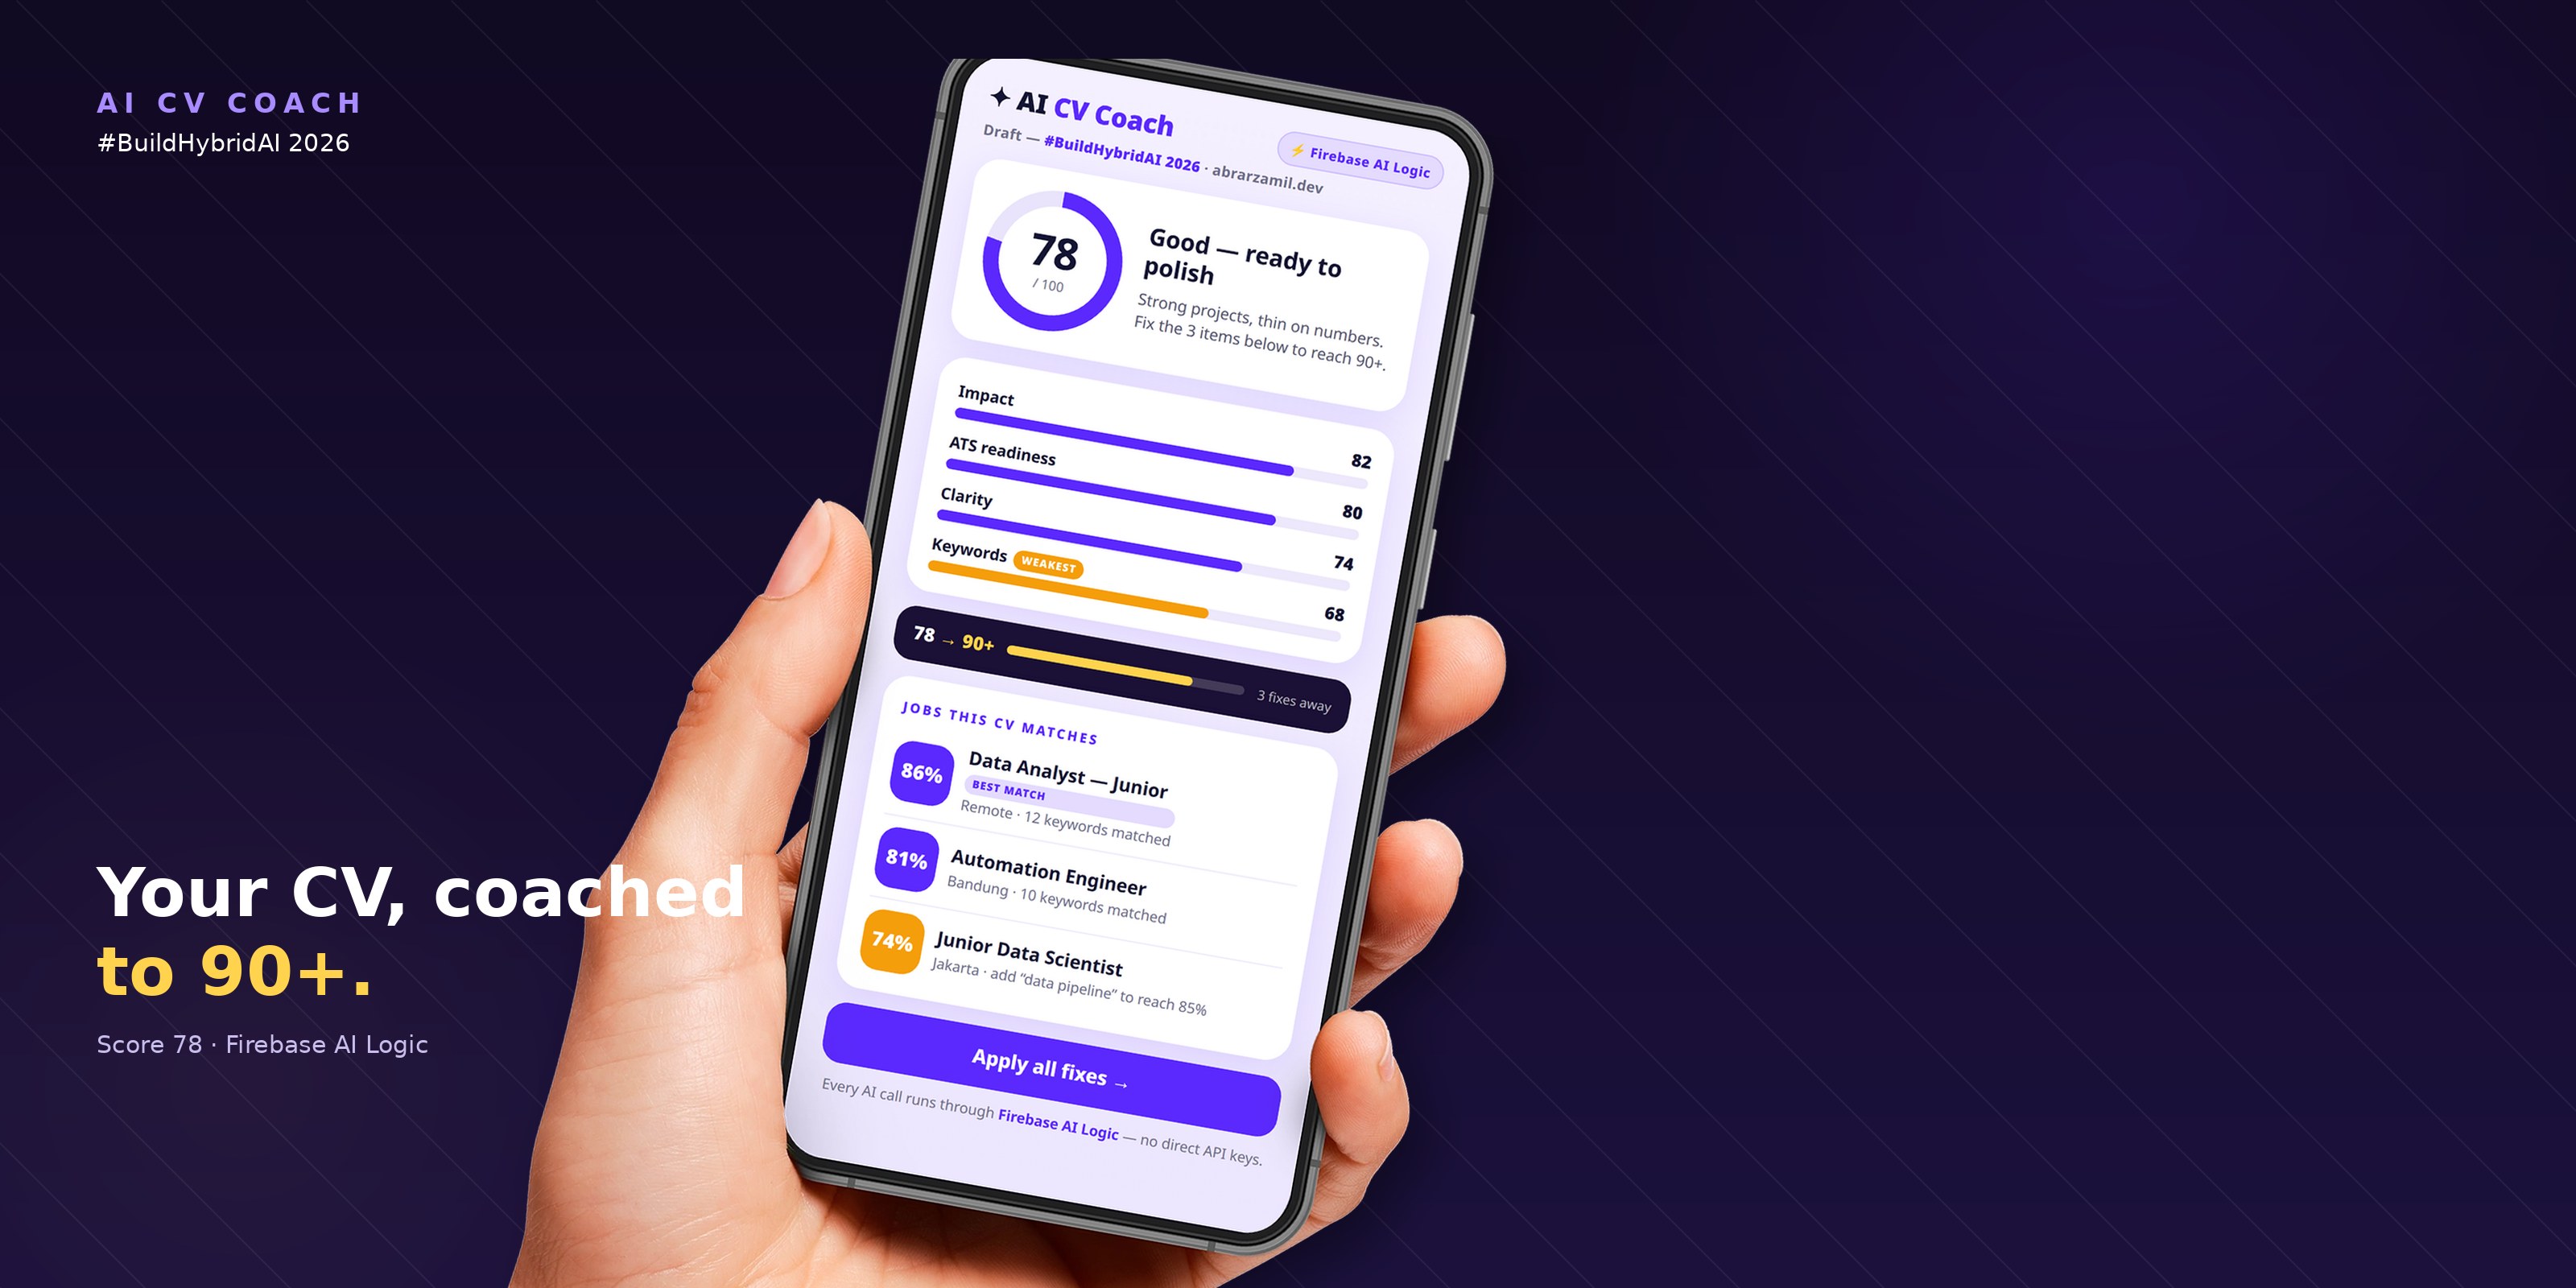 AI CV COACH
#BuildHybridAI 2026
Your CV, coached
to 90+.
Score 78 · Firebase AI Logic
✦ AI CV Coach
Draft — #BuildHybridAI 2026 · abrarzamil.dev
⚡ Firebase AI Logic
78
/ 100
Good — ready to
polish
Strong projects, thin on numbers.
Fix the 3 items below to reach 90+.
Impact
82
ATS readiness
80
Clarity
74
Keywords WEAKEST
68
78 → 90+
3 fixes away
JOBS THIS CV MATCHES
86%
Data Analyst — Junior
BEST MATCH
Remote · 12 keywords matched
81%
Automation Engineer
Bandung · 10 keywords matched
74%
Junior Data Scientist
Jakarta · add “data pipeline” to reach 85%
Apply all fixes →
Every AI call runs through Firebase AI Logic — no direct API keys.